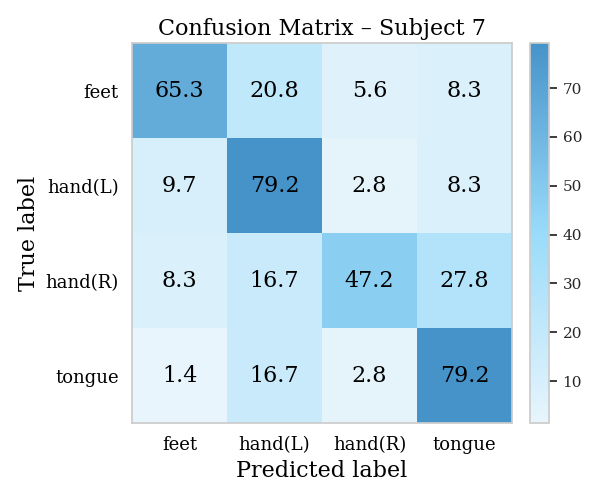 Confusion Matrix – Subject 7
feet 65.3 20.8 5.6 8.3
hand(L) 9.7 79.2 2.8 8.3
hand(R) 8.3 16.7 47.2 27.8
tongue 1.4 16.7 2.8 79.2
feet hand(L) hand(R) tongue
Predicted label
True label
70
60
50
40
30
20
10